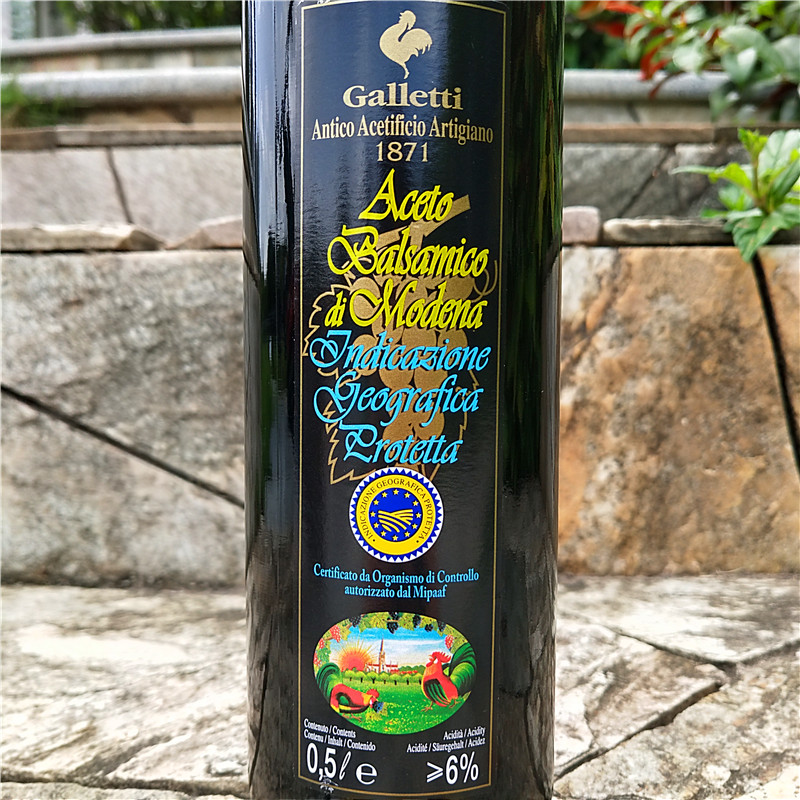 Galletti
Antico Acetificio Artigiano
1871
Aceto
Balsamico
di Modena
Indicazione
Geografica
Protetta
INDICAZIONE GEOGRAFICA PROTETTA
Certificato da Organismo di Controllo
autorizzato dal Mipaaf
Contenuto / Contents
Contenu / Inhalt / Contenido
0,5 l e
Acidità / Acidity
Acidité / Säuregehalt / Acidez
≥6%